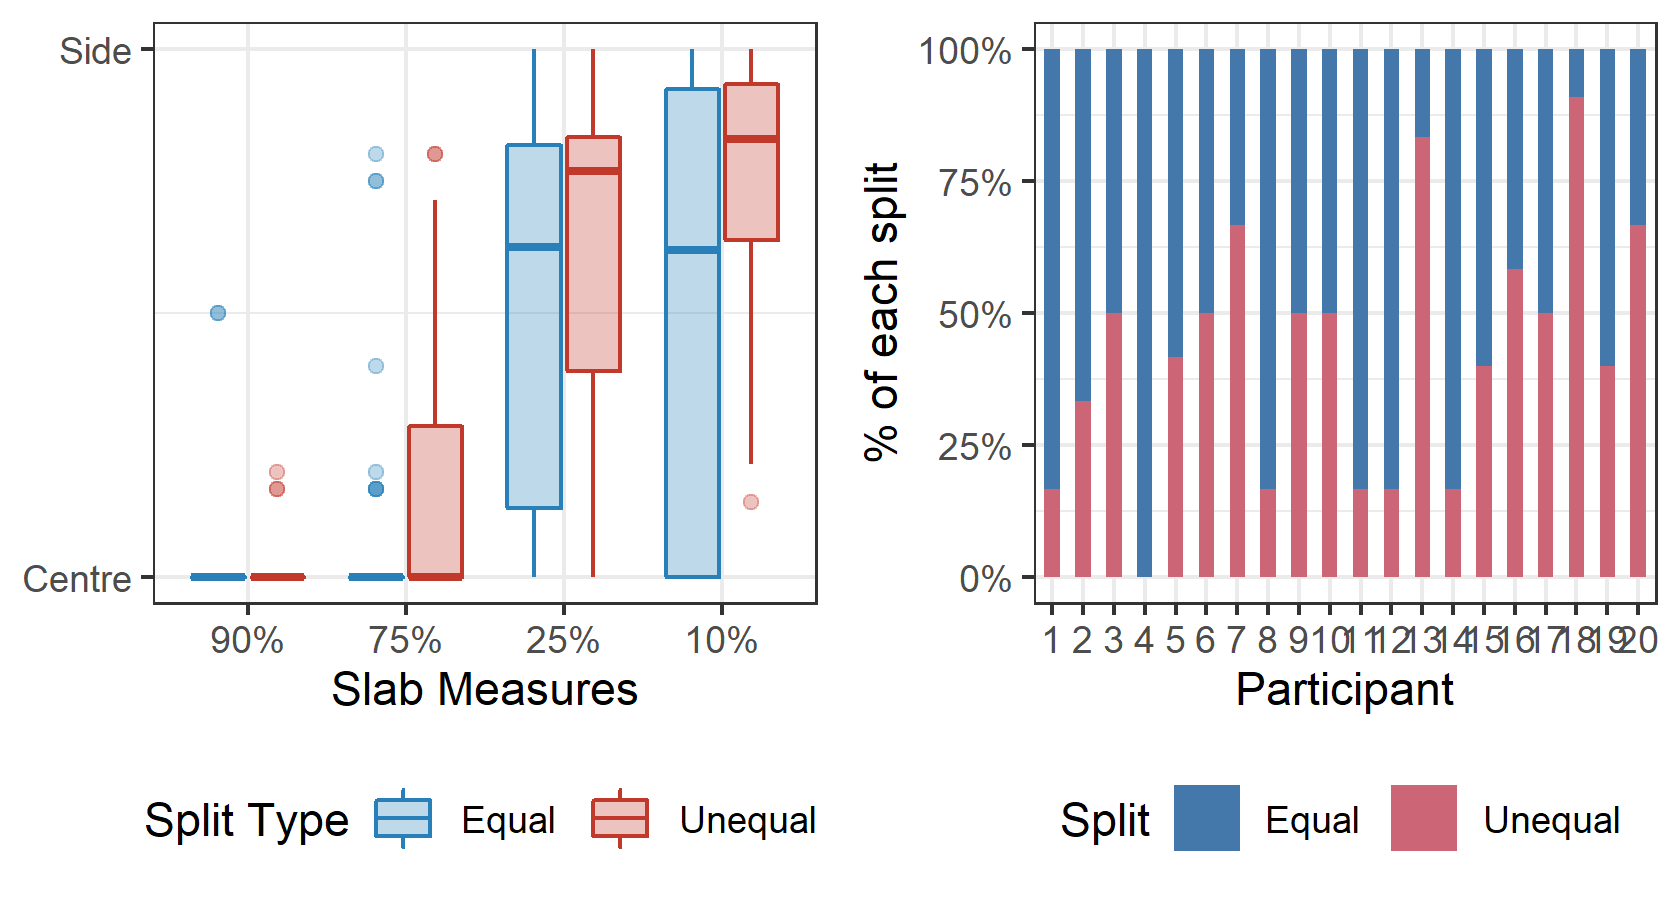 Side
Centre
90% 75% 25% 10%
Slab Measures
Split Type Equal Unequal
100%
75%
50%
25%
0%
% of each split
1 2 3 4 5 6 7 8 9 10 11 12 13 14 15 16 17 18 19 20
Participant
Split Equal Unequal